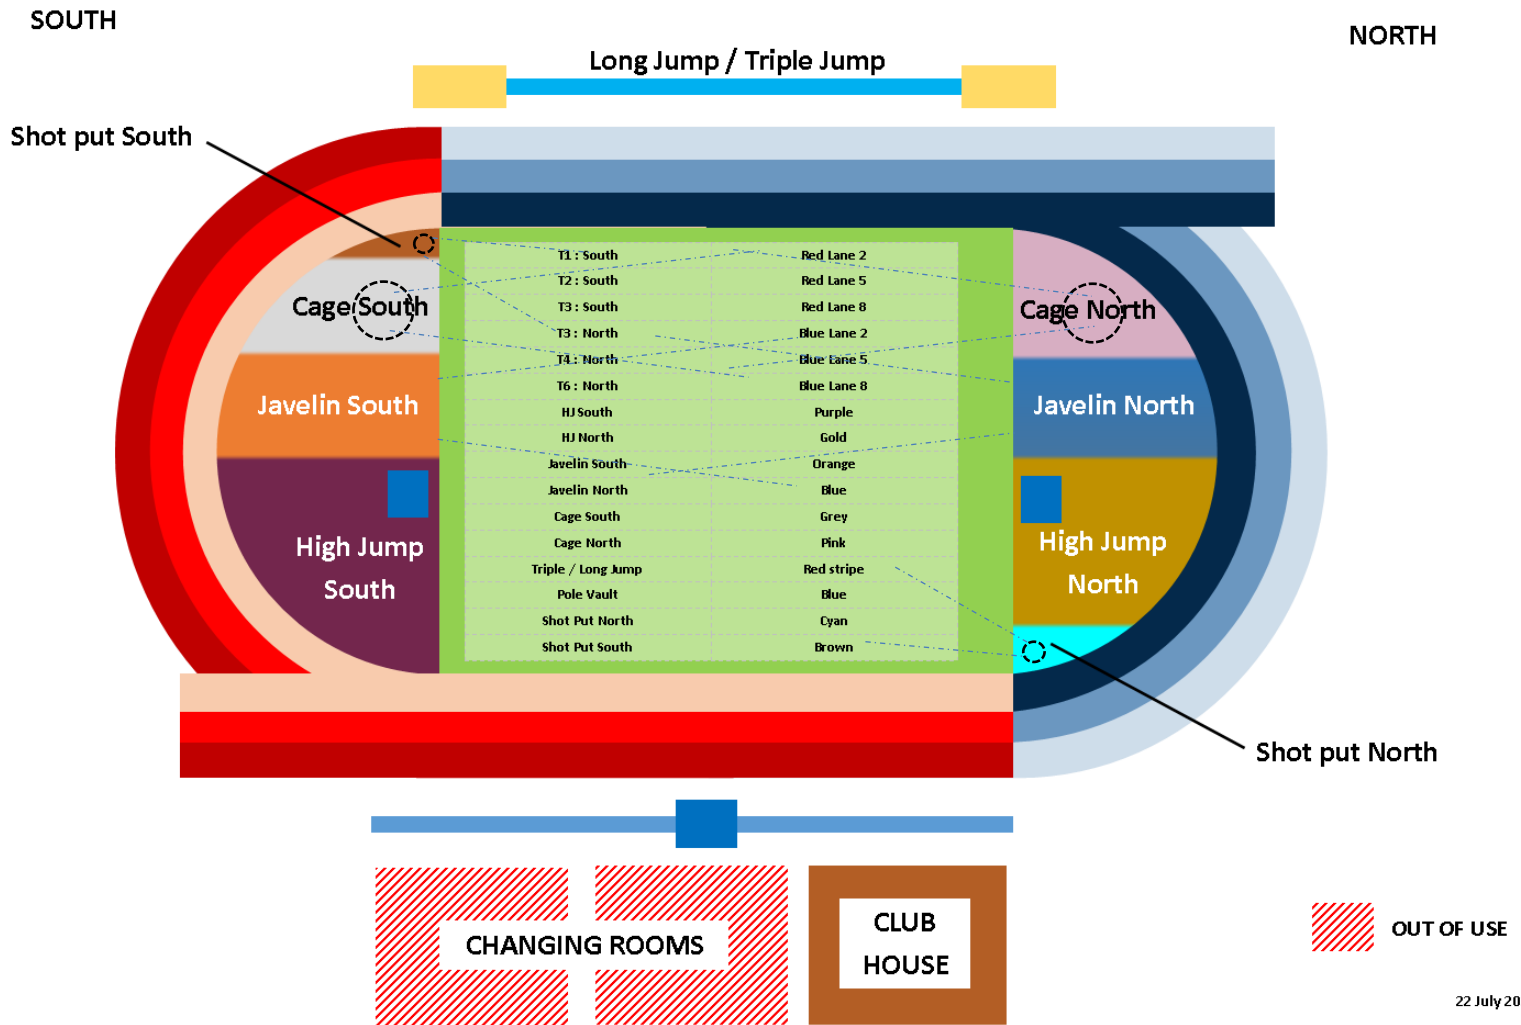 SOUTH
NORTH
Long Jump / Triple Jump
Shot put South
T1 : South Red Lane 2
T2 : South Red Lane 5
T3 : South Red Lane 8
T3 : North Blue Lane 2
T4 : North Blue Lane 5
T6 : North Blue Lane 8
HJ South Purple
HJ North Gold
Javelin South Orange
Javelin North Blue
Cage South Grey
Cage North Pink
Triple / Long Jump Red stripe
Pole Vault Blue
Shot Put North Cyan
Shot Put South Brown
Cage South
Cage North
Javelin South
Javelin North
High Jump
South
High Jump
North
Shot put North
CHANGING ROOMS
CLUB
HOUSE
OUT OF USE
22 July 20